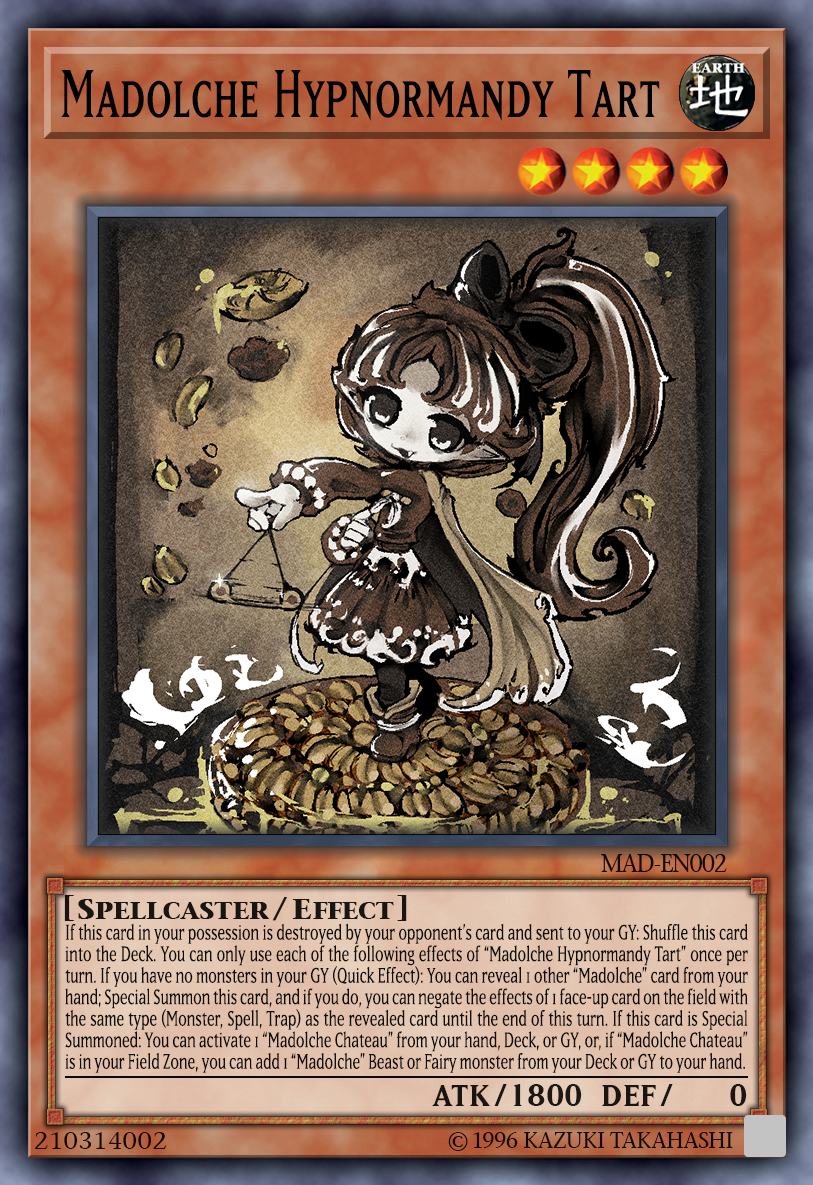 Madolche Hypnormandy Tart
EARTH
地
MAD-EN002
[Spellcaster/Effect]
If this card in your possession is destroyed by your opponent's card and sent to your GY: Shuffle this card
into the Deck. You can only use each of the following effects of “Madolche Hypnormandy Tart” once per
turn. If you have no monsters in your GY (Quick Effect): You can reveal 1 other “Madolche” card from your
hand; Special Summon this card, and if you do, you can negate the effects of 1 face-up card on the field with
the same type (Monster, Spell, Trap) as the revealed card until the end of this turn. If this card is Special
Summoned: You can activate 1 “Madolche Chateau” from your hand, Deck, or GY, or, if “Madolche Chateau”
is in your Field Zone, you can add 1 “Madolche” Beast or Fairy monster from your Deck or GY to your hand.
ATK/1800 DEF/ 0
210314002 © 1996 KAZUKI TAKAHASHI